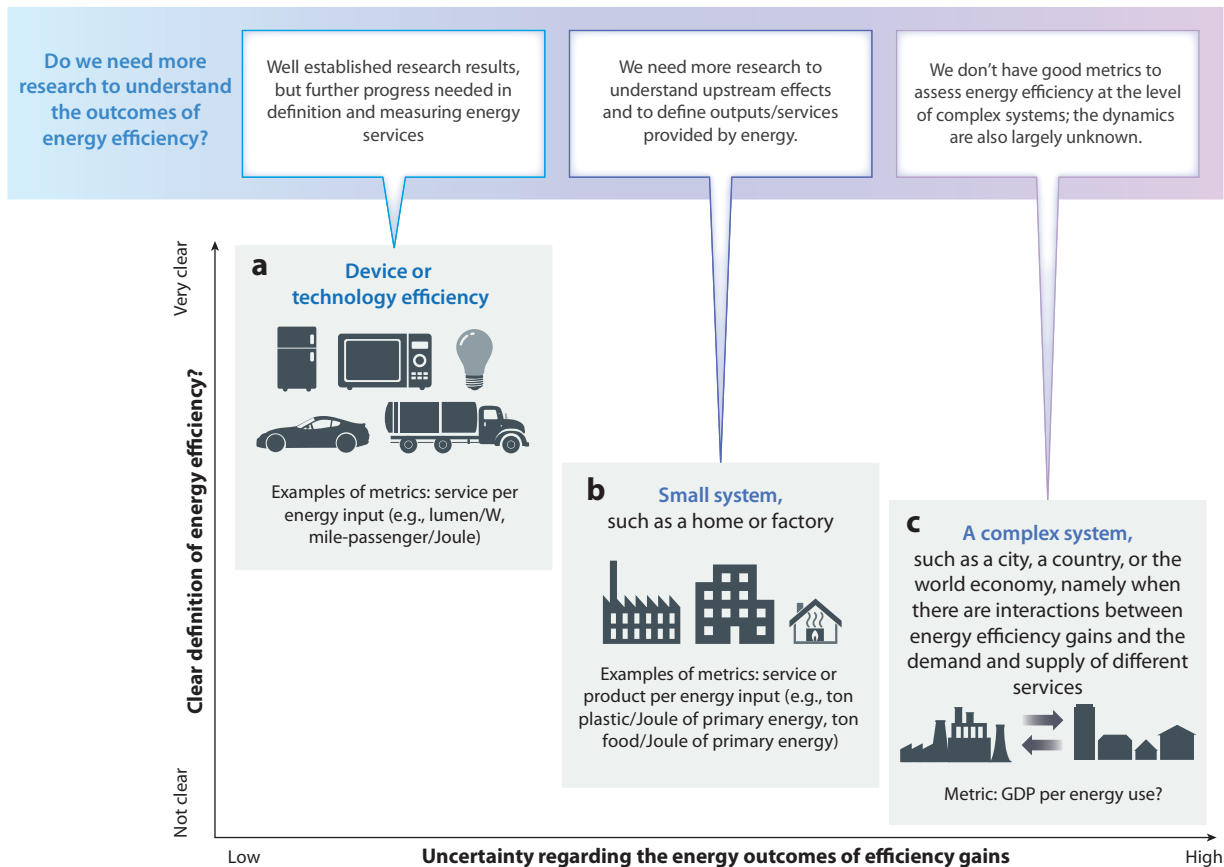 Do we need more
research to understand
the outcomes of
energy efficiency?
Well established research results,
but further progress needed in
definition and measuring energy
services
We need more research to
understand upstream effects
and to define outputs/services
provided by energy.
We don’t have good metrics to
assess energy efficiency at the level
of complex systems; the dynamics
are also largely unknown.
Very clear
Clear definition of energy efficiency?
Not clear
a
Device or
technology efficiency
Examples of metrics: service per
energy input (e.g., lumen/W,
mile-passenger/Joule)
b
Small system,
such as a home or factory
Examples of metrics: service or
product per energy input (e.g., ton
plastic/Joule of primary energy, ton
food/Joule of primary energy)
c
A complex system,
such as a city, a country, or the
world economy, namely when
there are interactions between
energy efficiency gains and the
demand and supply of different
services
Metric: GDP per energy use?
Low
Uncertainty regarding the energy outcomes of efficiency gains
High